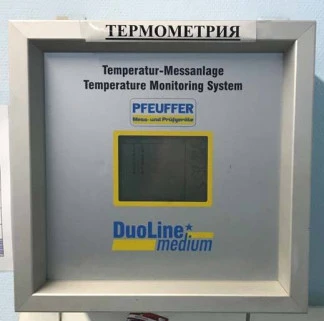 ТЕРМОМЕТРИЯ
Temperatur-Messanlage
Temperature Monitoring System
PFEUFFER
Mess-und Prüfgeräte
DuoLine*
medium